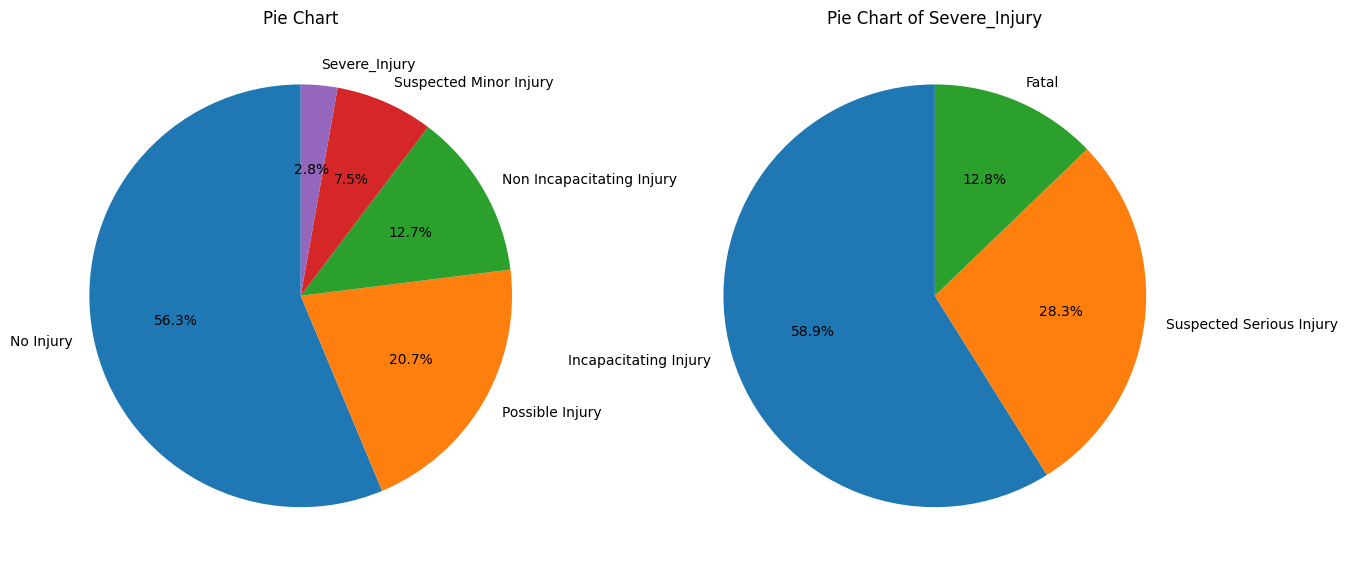 Pie Chart
Severe_Injury
Suspected Minor Injury
2.8%
7.5%
Non Incapacitating Injury
12.7%
56.3%
No Injury
20.7%
Possible Injury
Pie Chart of Severe_Injury
Fatal
12.8%
28.3%
Suspected Serious Injury
58.9%
Incapacitating Injury